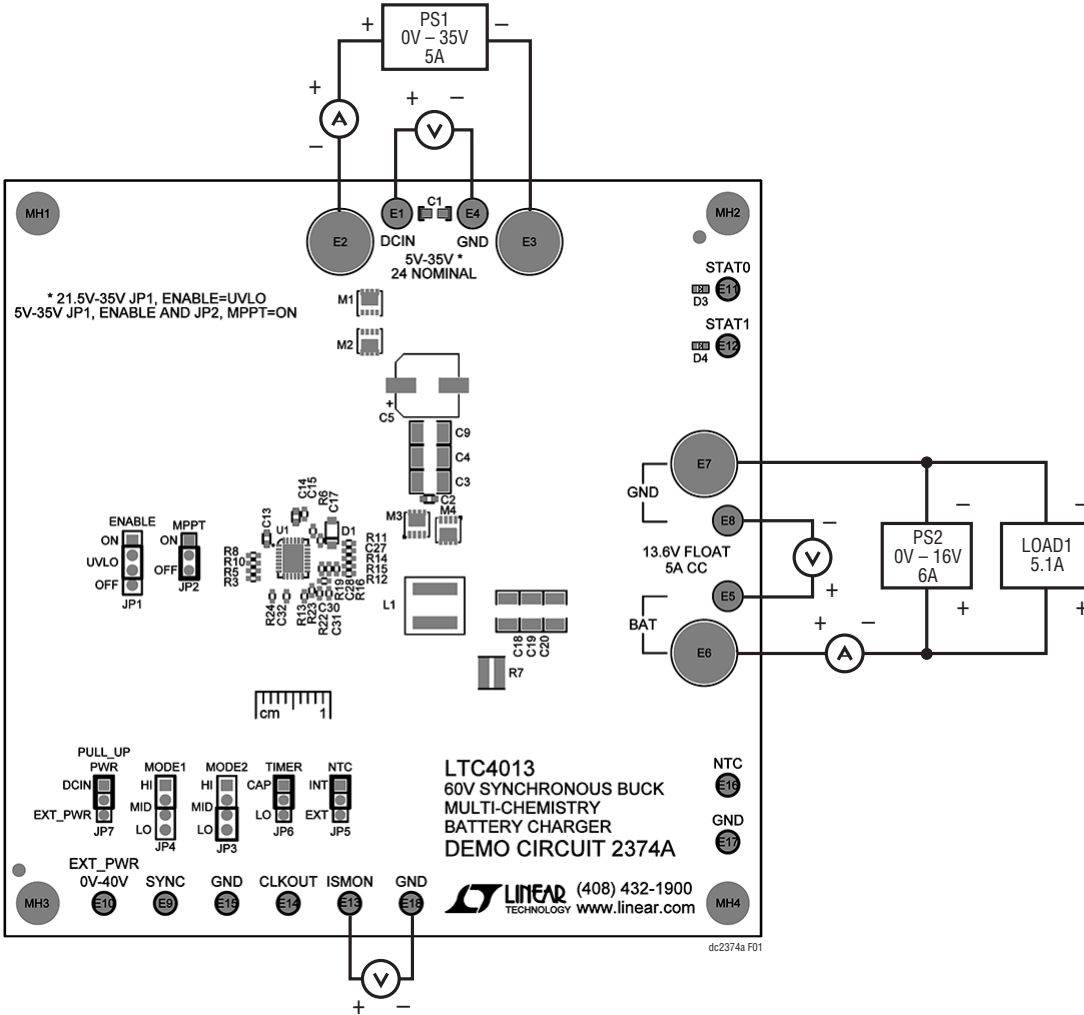 PS1
0V – 35V
5A
+
–
+
A
–
+
–
V
MH1
E2
E1
C1
E4
E3
MH2
DCIN
GND
5V-35V *
24 NOMINAL
* 21.5V-35V JP1, ENABLE=UVLO
5V-35V JP1, ENABLE AND JP2, MPPT=ON
STAT0
E11
D3
STAT1
E12
D4
M1
M2
+
C5
C9
C4
C3
C2
M3
M4
E7
GND
E8
13.6V FLOAT
5A CC
E5
BAT
E6
–
V
+
+
A
–
–
PS2
0V – 16V
6A
+
–
LOAD1
5.1A
+
ENABLE
ON
UVLO
OFF
JP1
MPPT
ON
OFF
JP2
C13
C14
C15
R6
C17
U1
D1
R8
R10
R5
R3
R11
C27
R14
R15
R12
R24
C32
R13
R23
R22
C30
C31
R19
C28
R16
L1
C18
C19
C20
R7
cm 1
PULL_UP
PWR
DCIN
EXT_PWR
JP7
MODE1
HI
MID
LO
JP4
MODE2
HI
MID
LO
JP3
TIMER
CAP
LO
JP6
NTC
INT
EXT
JP5
LTC4013
60V SYNCHRONOUS BUCK
MULTI-CHEMISTRY
BATTERY CHARGER
DEMO CIRCUIT 2374A
NTC
E16
GND
E17
EXT_PWR
0V-40V
SYNC
GND
CLKOUT
ISMON
GND
MH3
E10
E9
E15
E14
E13
E18
LINEAR
TECHNOLOGY
(408) 432-1900
www.linear.com
MH4
dc2374a F01
V
+
–